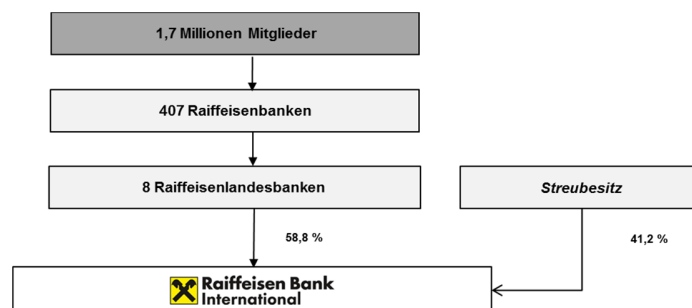 1,7 Millionen Mitglieder
407 Raiffeisenbanken
8 Raiffeisenlandesbanken
Streubesitz
58,8 %
41,2 %
Raiffeisen Bank
International